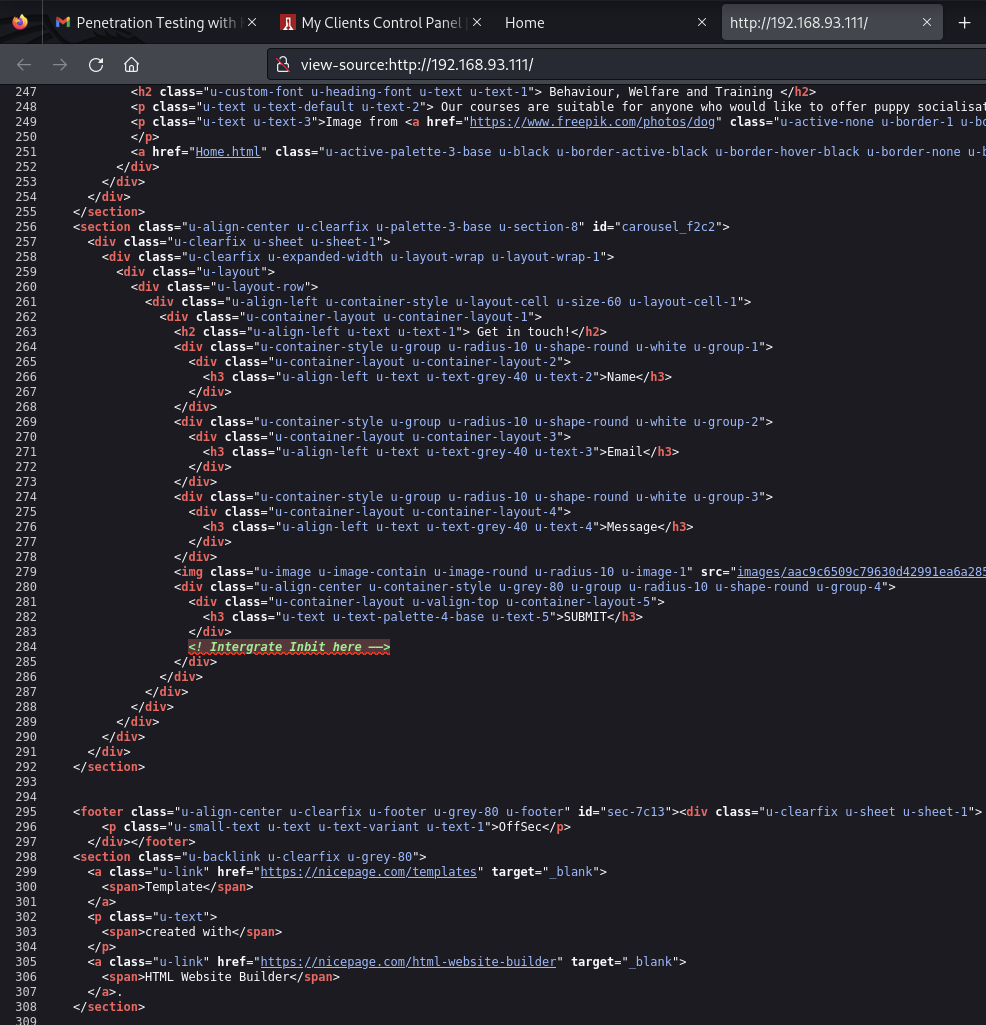 Penetration Testing with
My Clients Control Panel
Home
http://192.168.93.111/
view-source:http://192.168.93.111/
247 <h2 class="u-custom-font u-heading-font u-text u-text-1"> Behaviour, Welfare and Training </h2>
248 <p class="u-text u-text-default u-text-2"> Our courses are suitable for anyone who would like to offer puppy socialisat
249 <p class="u-text u-text-3">Image from <a href="https://www.freepik.com/photos/dog" class="u-active-none u-border-1 u-bo
250 </p>
251 <a href="Home.html" class="u-active-palette-3-base u-black u-border-active-black u-border-hover-black u-border-none u-b
252 </div>
253 </div>
254 </div>
255 </section>
256 <section class="u-align-center u-clearfix u-palette-3-base u-section-8" id="carousel_f2c2">
257 <div class="u-clearfix u-sheet u-sheet-1">
258 <div class="u-clearfix u-expanded-width u-layout-wrap u-layout-wrap-1">
259 <div class="u-layout">
260 <div class="u-layout-row">
261 <div class="u-align-left u-container-style u-layout-cell u-size-60 u-layout-cell-1">
262 <div class="u-container-layout u-container-layout-1">
263 <h2 class="u-align-left u-text u-text-1"> Get in touch!</h2>
264 <div class="u-container-style u-group u-radius-10 u-shape-round u-white u-group-1">
265 <div class="u-container-layout u-container-layout-2">
266 <h3 class="u-align-left u-text u-text-grey-40 u-text-2">Name</h3>
267 </div>
268 </div>
269 <div class="u-container-style u-group u-radius-10 u-shape-round u-white u-group-2">
270 <div class="u-container-layout u-container-layout-3">
271 <h3 class="u-align-left u-text u-text-grey-40 u-text-3">Email</h3>
272 </div>
273 </div>
274 <div class="u-container-style u-group u-radius-10 u-shape-round u-white u-group-3">
275 <div class="u-container-layout u-container-layout-4">
276 <h3 class="u-align-left u-text u-text-grey-40 u-text-4">Message</h3>
277 </div>
278 </div>
279 <img class="u-image u-image-contain u-image-round u-radius-10 u-image-1" src="images/aac9c6509c79630d42991ea6a285
280 <div class="u-align-center u-container-style u-grey-80 u-group u-radius-10 u-shape-round u-group-4">
281 <div class="u-container-layout u-valign-top u-container-layout-5">
282 <h3 class="u-text u-text-palette-4-base u-text-5">SUBMIT</h3>
283 </div>
284 <! Intergrate Inbit here ——>
285 </div>
286 </div>
287 </div>
288 </div>
289 </div>
290 </div>
291 </div>
292 </section>
293
294
295 <footer class="u-align-center u-clearfix u-footer u-grey-80 u-footer" id="sec-7c13"><div class="u-clearfix u-sheet u-sheet-1">
296 <p class="u-small-text u-text u-text-variant u-text-1">OffSec</p>
297 </div></footer>
298 <section class="u-backlink u-clearfix u-grey-80">
299 <a class="u-link" href="https://nicepage.com/templates" target="_blank">
300 <span>Template</span>
301 </a>
302 <p class="u-text">
303 <span>created with</span>
304 </p>
305 <a class="u-link" href="https://nicepage.com/html-website-builder" target="_blank">
306 <span>HTML Website Builder</span>
307 </a>.
308 </section>
309